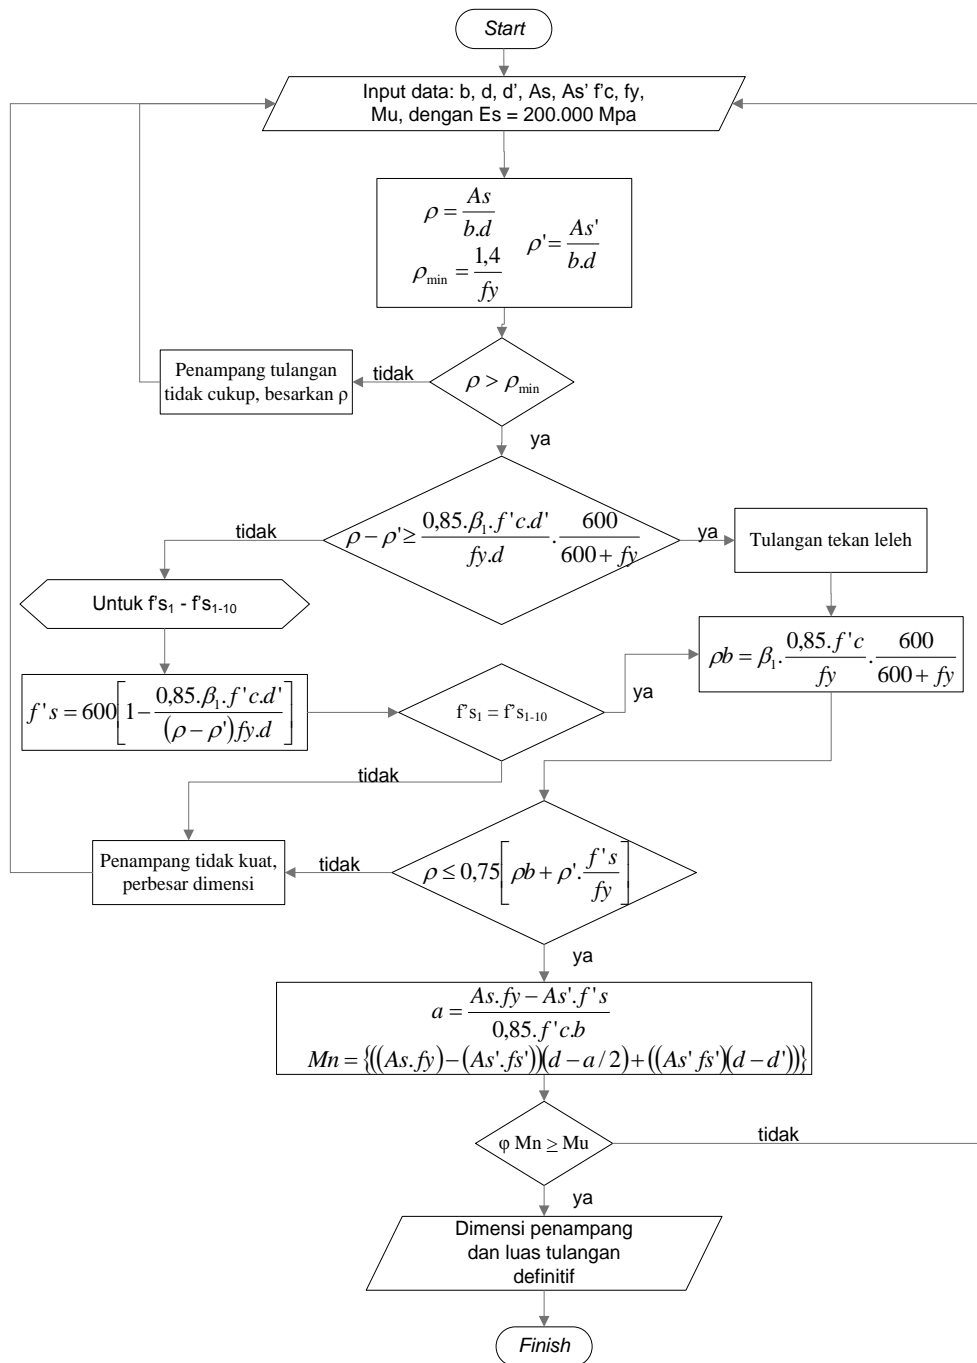 Start
Input data: b, d, d’, As, As’ f’c, fy,
Mu, dengan Es = 200.000 Mpa
ρ = As / b.d
ρ' = As' / b.d
ρmin = 1,4 / fy
ρ > ρmin
tidak
Penampang tulangan
tidak cukup, besarkan ρ
ya
ρ − ρ' ≥ 0,85.β₁.f'c.d' / fy.d . 600 / 600 + fy
tidak
ya
Tulangan tekan leleh
Untuk f’s₁ - f’s₁₋₁₀
ρb = β₁. 0,85.f'c / fy . 600 / 600 + fy
f's = 600[1 − 0,85.β₁.f'c.d' / (ρ − ρ')fy.d]
f’s₁ = f’s₁₋₁₀
ya
tidak
Penampang tidak kuat,
perbesar dimensi
tidak
ρ ≤ 0,75[ρb + ρ'. f's / fy]
ya
a = As.fy − As'.f's / 0,85.f'c.b
Mn = {((As.fy) − (As'.fs'))(d − a/2) + ((As'fs')(d − d'))}
φ Mn ≥ Mu
tidak
ya
Dimensi penampang
dan luas tulangan
definitif
Finish